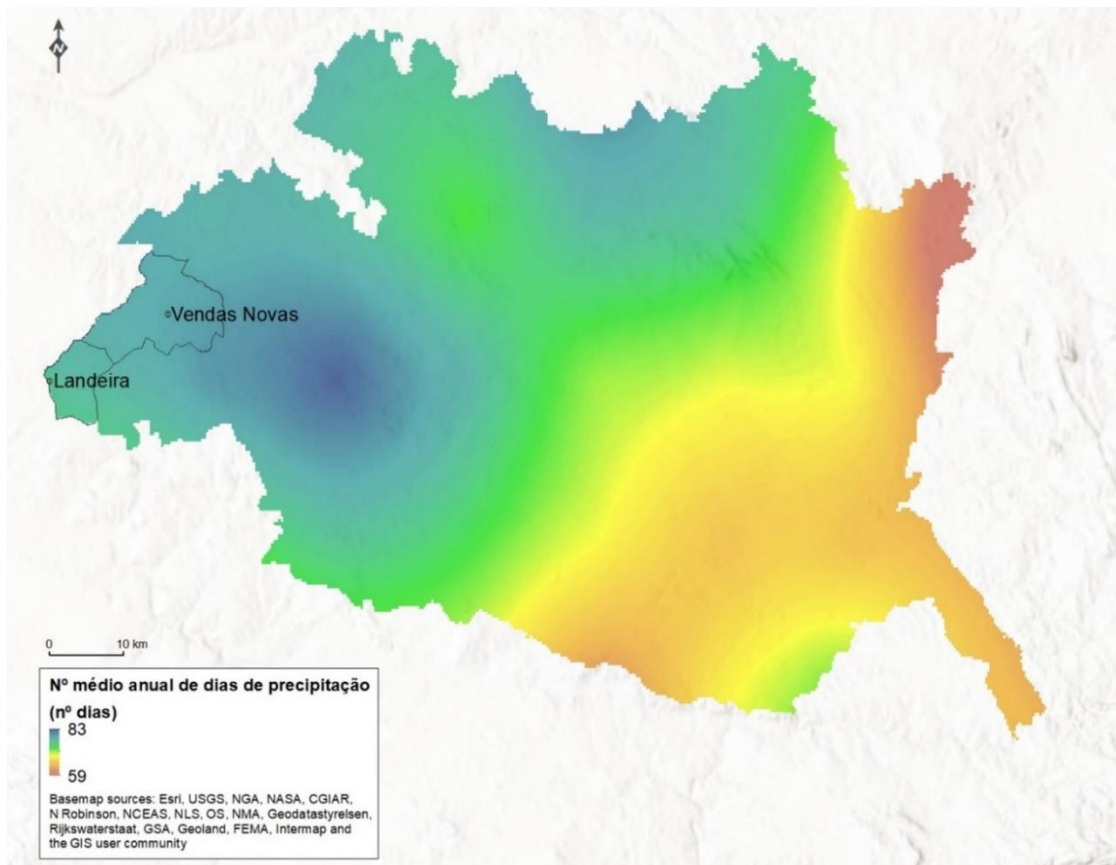 N
Vendas Novas
Landeira
0 10 km
Nº médio anual de dias de precipitação
(nº dias)
83
59
Basemap sources: Esri, USGS, NGA, NASA, CGIAR,
N Robinson, NCEAS, NLS, OS, NMA, Geodatastyrelsen,
Rijkswaterstaat, GSA, Geoland, FEMA, Intermap and
the GIS user community